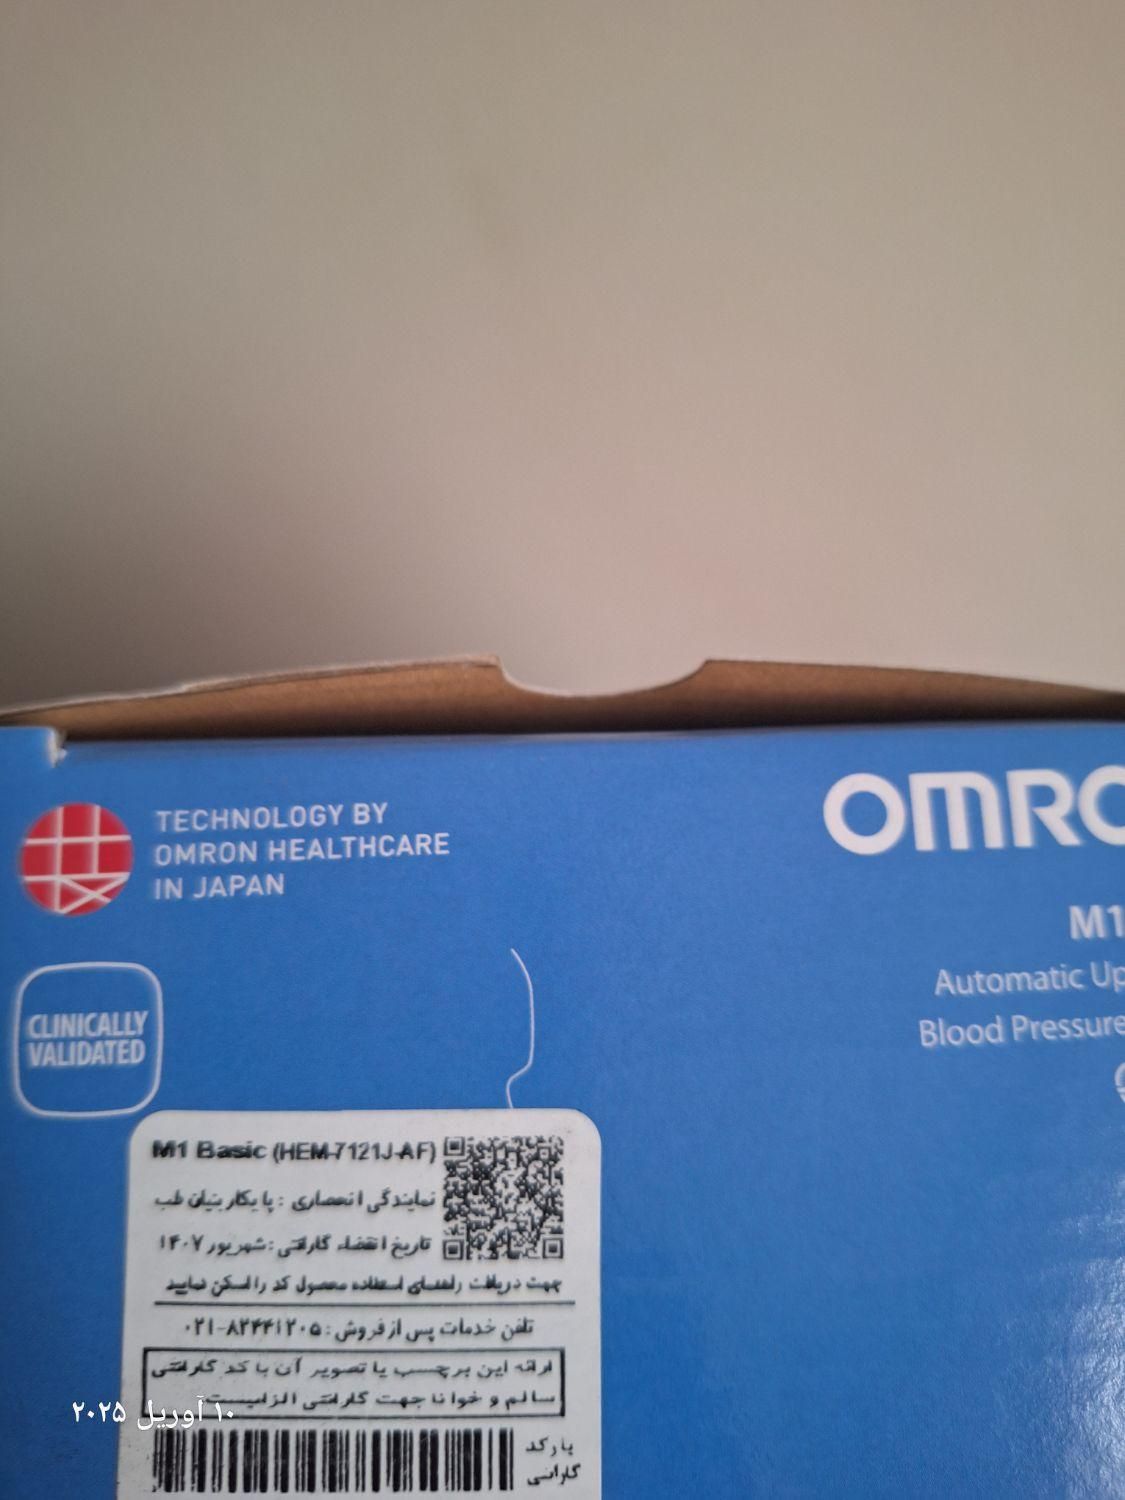 TECHNOLOGY BY
OMRON HEALTHCARE
IN JAPAN
OMRO
M1
Automatic Up
Blood Pressure
CLINICALLY
VALIDATED
M1 Basic (HEM-7121J-AF)
نمایندگی انحصاری : پایکار بنیان طب
تاریخ انقضاء گارانتی : شهریور ۱۴۰۷
جهت دریافت راهنمای استفاده محصول کد را اسکن نمایید
تلفن خدمات پس از فروش : ۸۲۴۴۱۲۰۵-۰۲۱
ارائه این برچسب یا تصویر آن با کد گارانتی
سالم و خوانا جهت گارانتی الزامیست
۱۰ آوریل ۲۰۲۵
بارکد
گارانتی